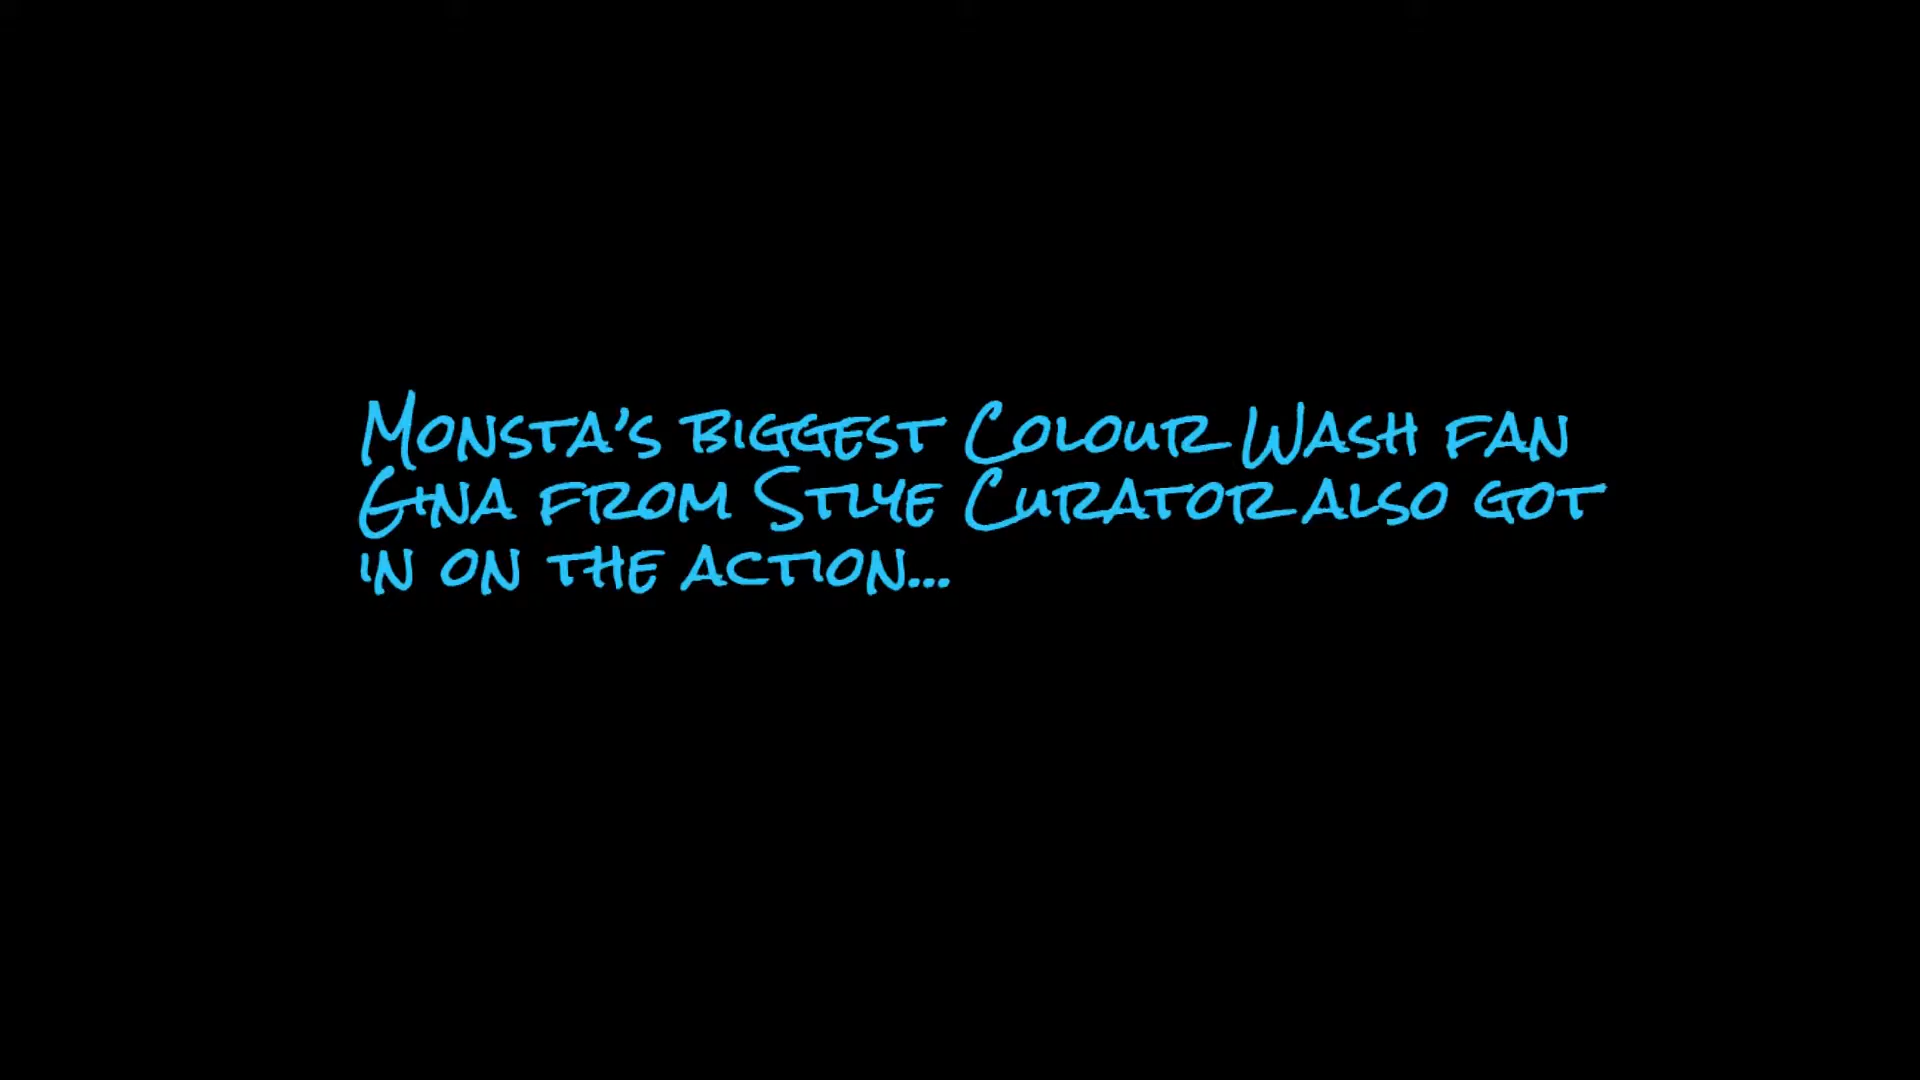 Monsta's biggest Colour Wash fan
Gina from Stlye Curator also got
in on the action...